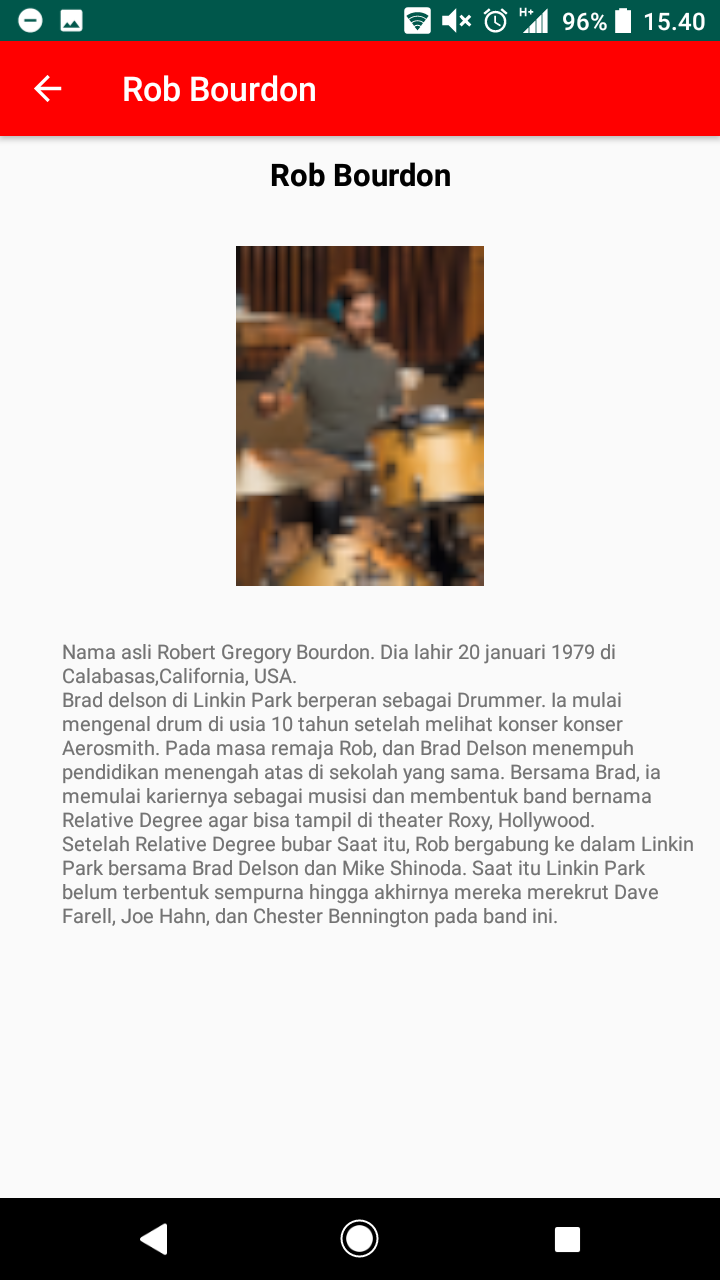 H+ 96% 15.40
Rob Bourdon
Rob Bourdon
Nama asli Robert Gregory Bourdon. Dia lahir 20 januari 1979 di
Calabasas,California, USA.
Brad delson di Linkin Park berperan sebagai Drummer. Ia mulai
mengenal drum di usia 10 tahun setelah melihat konser konser
Aerosmith. Pada masa remaja Rob, dan Brad Delson menempuh
pendidikan menengah atas di sekolah yang sama. Bersama Brad, ia
memulai kariernya sebagai musisi dan membentuk band bernama
Relative Degree agar bisa tampil di theater Roxy, Hollywood.
Setelah Relative Degree bubar Saat itu, Rob bergabung ke dalam Linkin
Park bersama Brad Delson dan Mike Shinoda. Saat itu Linkin Park
belum terbentuk sempurna hingga akhirnya mereka merekrut Dave
Farell, Joe Hahn, dan Chester Bennington pada band ini.